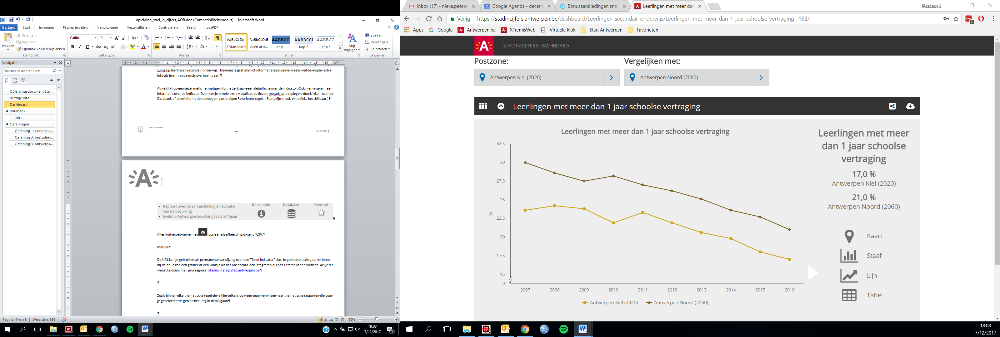 opleiding_stad_in_cijfers_AOB.doc (Compatibiliteitsmodus) - Microsoft Word
Bestand Start Invoegen Pagina-indeling Verwijzingen Verzendlijsten Controleren Beeld novaPDF
Plakken
Knippen
Kopiëren
Opmaak kopiëren/plakken
Klembord
Calibri 10
Lettertype
Alinea
AaBbCcDdE AaBbCcDdE AABBCCI AABBCCI AABBCCI
¶ Standaard Geen afst... Kop 1 Kop 2 Kop 3
Stijl
wijzigen
Stijlen
Zoeken
Vervangen
Selecteren
Bewerken
Navigatie
Document doorzoeken
Opleidingsdocument Sta...
Nuttige info
Dashboard
Databank
Intro
Oefeningen
Oefening 1: evolutie a...
Oefening 3: bestudeer...
Oefening 3: Antwerps...
subtegel leerlingen secundair onderwijs. De meeste grafieken of informatietegels geven reeds wat beknopte extra
info als je er met de muis overheen gaat. ¶
Als je klikt op een tegel met cijfermatige informatie, krijg je een detailfiche over de indicator. Ook hier krijg je meer
informatie over de indicator Daar kan je enkele extra visualisaties kiezen, metadata raadplegen, doorklikken naar de
Databank of deze informatie toevoegen aan je eigen Favorieten-tegel. (Soms zijn er ook extra links beschikbaar.)¶
STAD ANTWERPEN
SC/SSO¶
A
▪ Rapport over de samenstelling en evolutie
van de bevolking
▪ Evolutie Antwerpse bevolking laatste 15jaar
Informatie Database Favoriet
¶
Alles wat je ziet kan je met opslaan als afbeelding, Excel of CSV.¶
Met de ¶
De URL kan je gebruiken als permanente verwijzing naar een Tile of Indicatorfiche. Je gebiedselectie gaat verloren
bij delen.Je kan een grafiek of een kaartje uit het Dashboard ook integreren als een i-frame in een website. Als je dit
wenst te doen, mail je vraag naar stadincijfers@stad.antwerpen.be ¶
¶
Zoals binnen elke thematische tegel zie je hier telkens ook een tegel verwijzen naar thematische rapporten die voor
je geselecteerde gebied heel erg in detail gaan¶
¶
Pagina: 4 van 8 Woorden: 936
90%
18:08
7/12/2017
Inbox (17) - nieke.peeter
Google Agenda - decem
Bonusaanbiedingen snel
Leerlingen met meer dan
Persoon 2
Veilig https://stadincijfers.antwerpen.be/dashboard/Leerlingen-secundair-onderwijs/Leerlingen-met-meer-dan-1-jaar-schoolse-vertraging--182/
Apps Google Antwerpen.be XTremisWeb Virtuele klok Stad Antwerpen Favorieten
A STAD IN CIJFERS: DASHBOARD
Postzone: Vergelijken met:
Antwerpen Kiel (2020) Antwerpen Noord (2060)
Leerlingen met meer dan 1 jaar schoolse vertraging
Leerlingen met meer dan 1 jaar schoolse vertraging
32,5
30
27,5
25
22,5
20
17,5
15
0
%
2007 2008 2009 2010 2011 2012 2013 2014 2015 2016
Antwerpen Kiel (2020) Antwerpen Noord (2060)
Leerlingen met meer
dan 1 jaar schoolse
vertraging
17,0 %
Antwerpen Kiel (2020)
21,0 %
Antwerpen Noord (2060)
Kaart
Staaf
Lijn
Tabel
18:08
7/12/2017